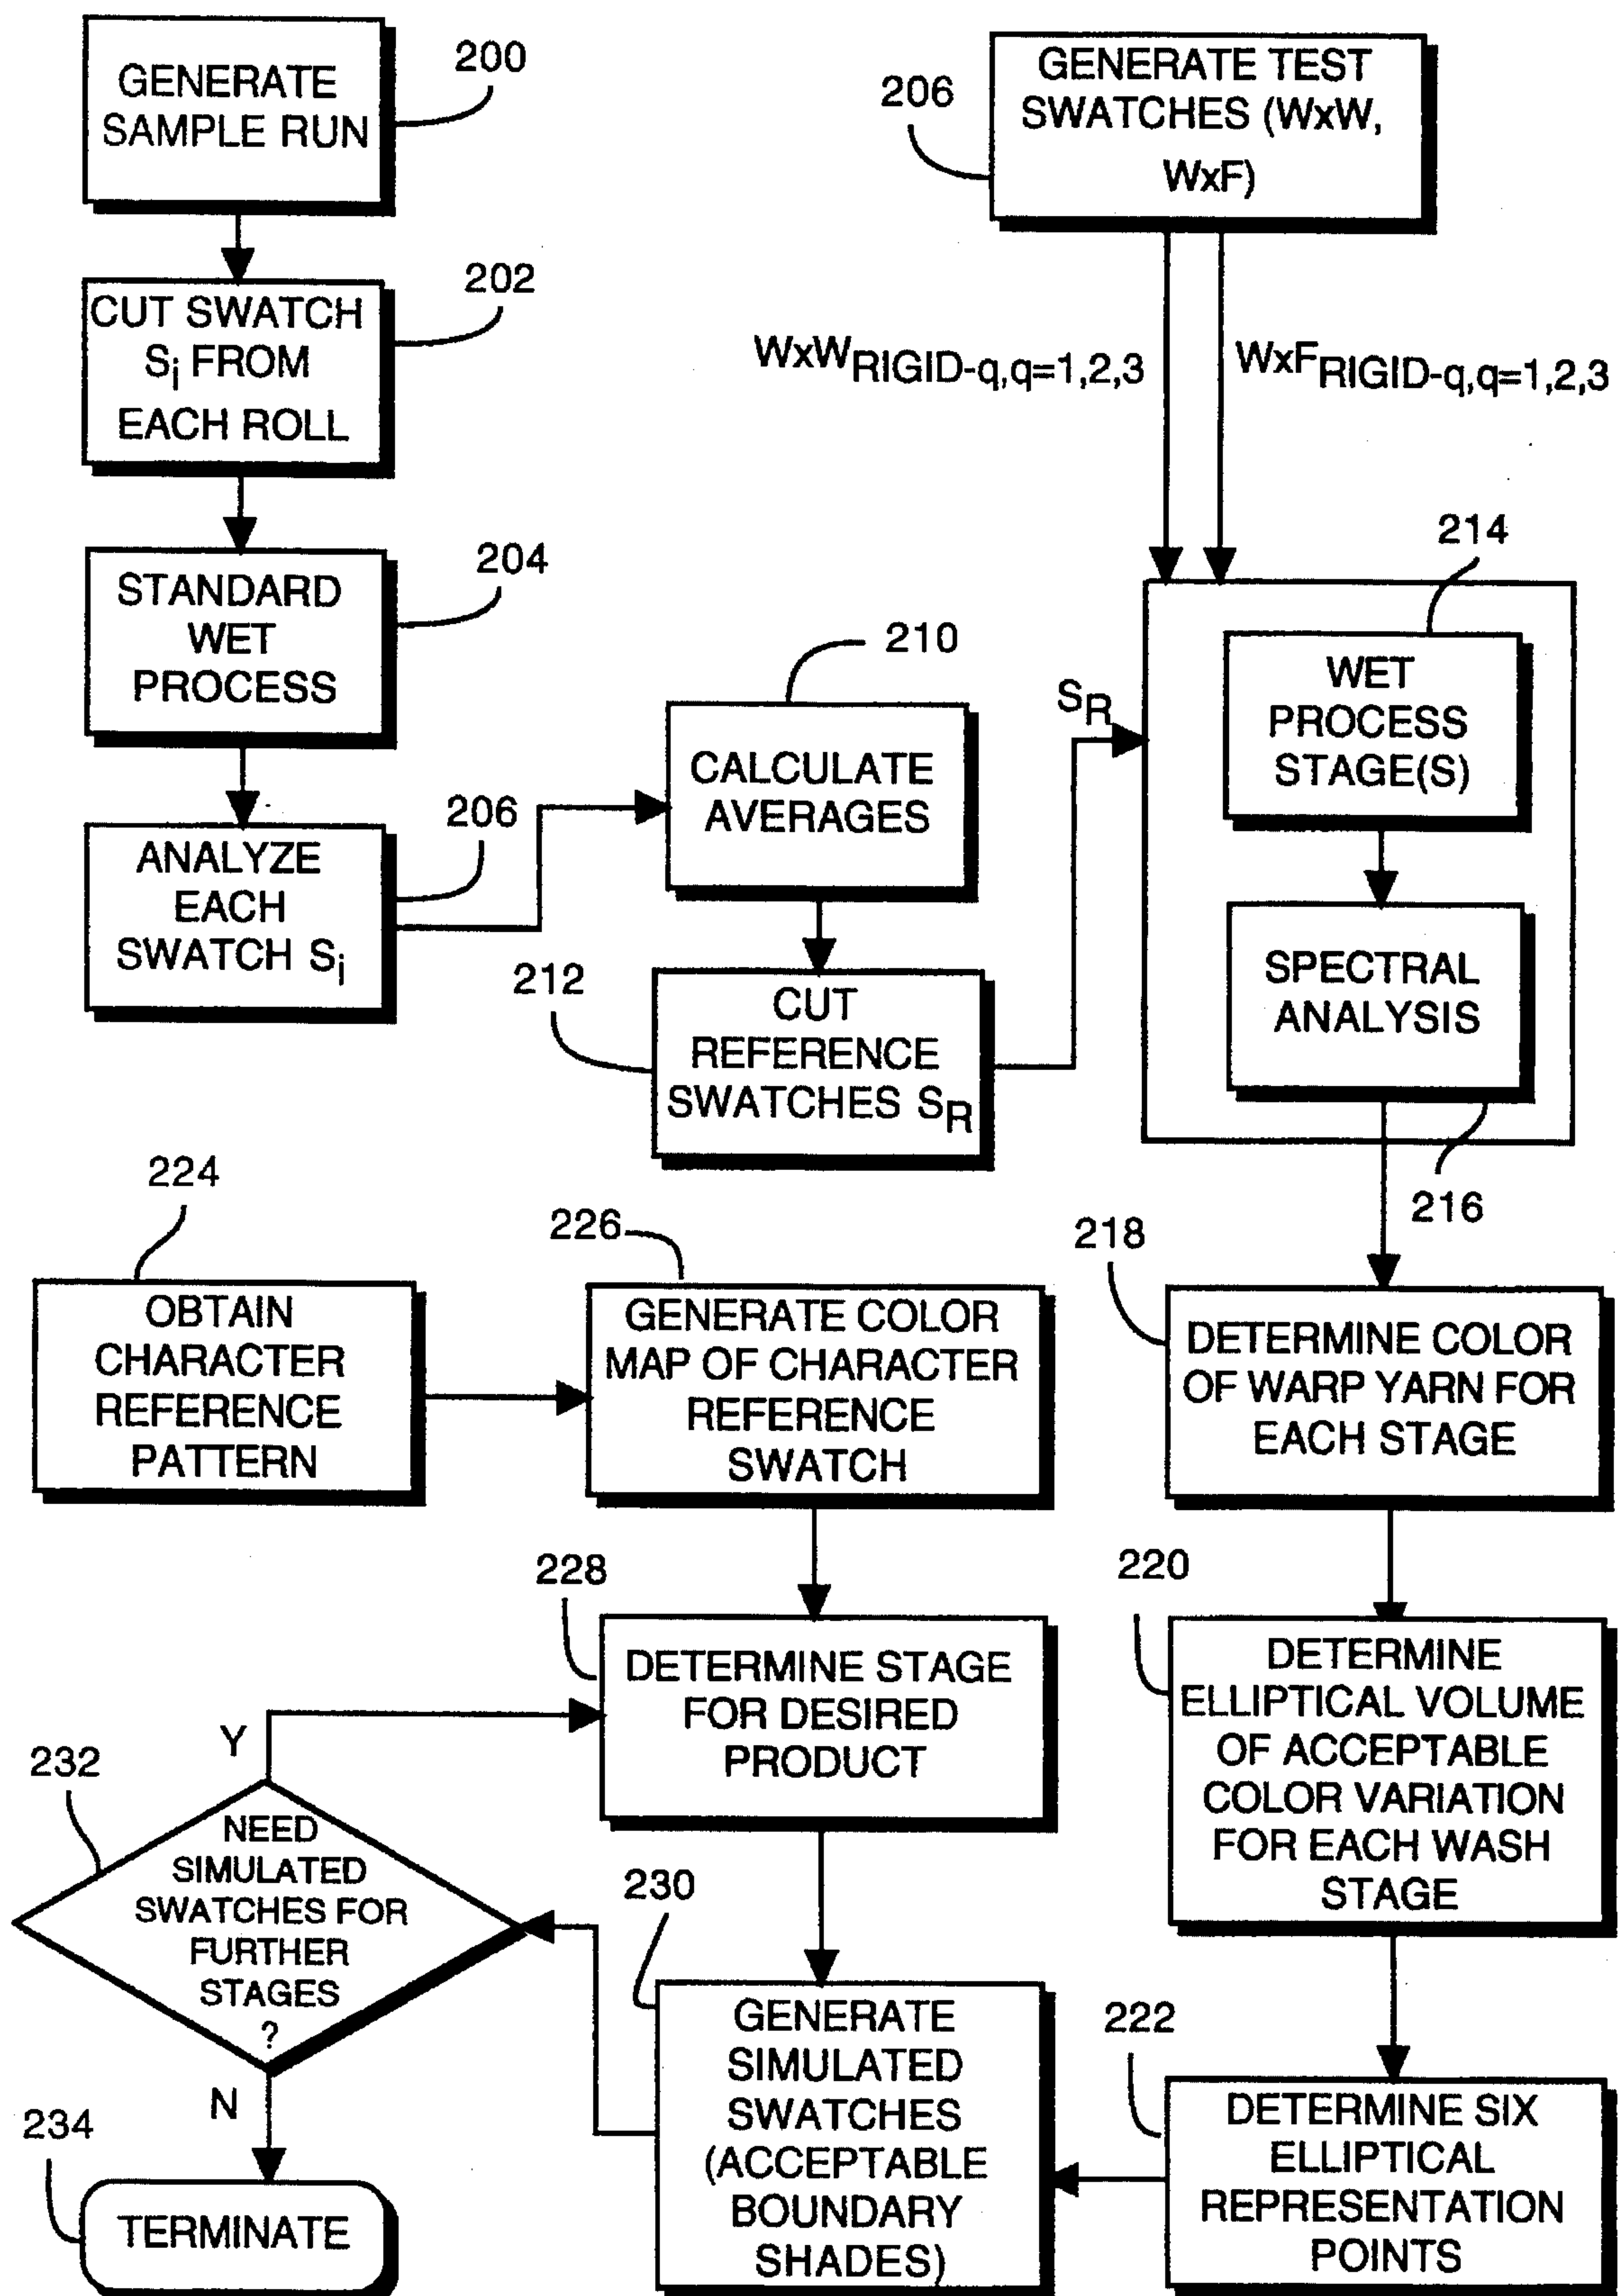 GENERATE
SAMPLE RUN
200
CUT SWATCH
Si FROM
EACH ROLL
202
STANDARD
WET
PROCESS
204
ANALYZE
EACH
SWATCH Si
206
GENERATE TEST
SWATCHES (WxW,
WxF)
206
WxWRIGID-q,q=1,2,3
WxFRIGID-q,q=1,2,3
210
CALCULATE
AVERAGES
212
CUT
REFERENCE
SWATCHES SR
SR
214
WET
PROCESS
STAGE(S)
SPECTRAL
ANALYSIS
216
218
DETERMINE COLOR
OF WARP YARN FOR
EACH STAGE
220
DETERMINE
ELLIPTICAL VOLUME
OF ACCEPTABLE
COLOR VARIATION
FOR EACH WASH
STAGE
222
DETERMINE SIX
ELLIPTICAL
REPRESENTATION
POINTS
224
OBTAIN
CHARACTER
REFERENCE
PATTERN
226
GENERATE COLOR
MAP OF CHARACTER
REFERENCE
SWATCH
228
DETERMINE STAGE
FOR DESIRED
PRODUCT
230
GENERATE
SIMULATED
SWATCHES
(ACCEPTABLE
BOUNDARY
SHADES)
232
Y
NEED
SIMULATED
SWATCHES FOR
FURTHER
STAGES
?
N
234
TERMINATE